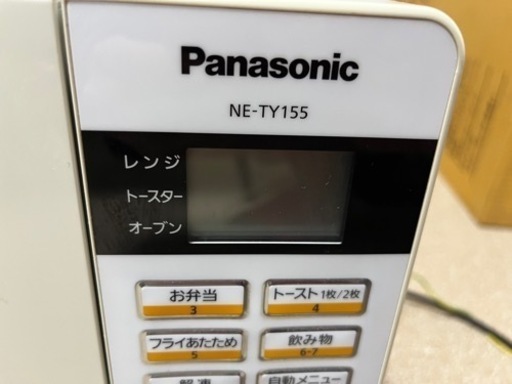 Panasonic
NE-TY155
レンジ
トースター
オーブン
お弁当
3
トースト 1枚/2枚
4
フライあたため
5
飲み物
6-7
解凍
自動メニュー